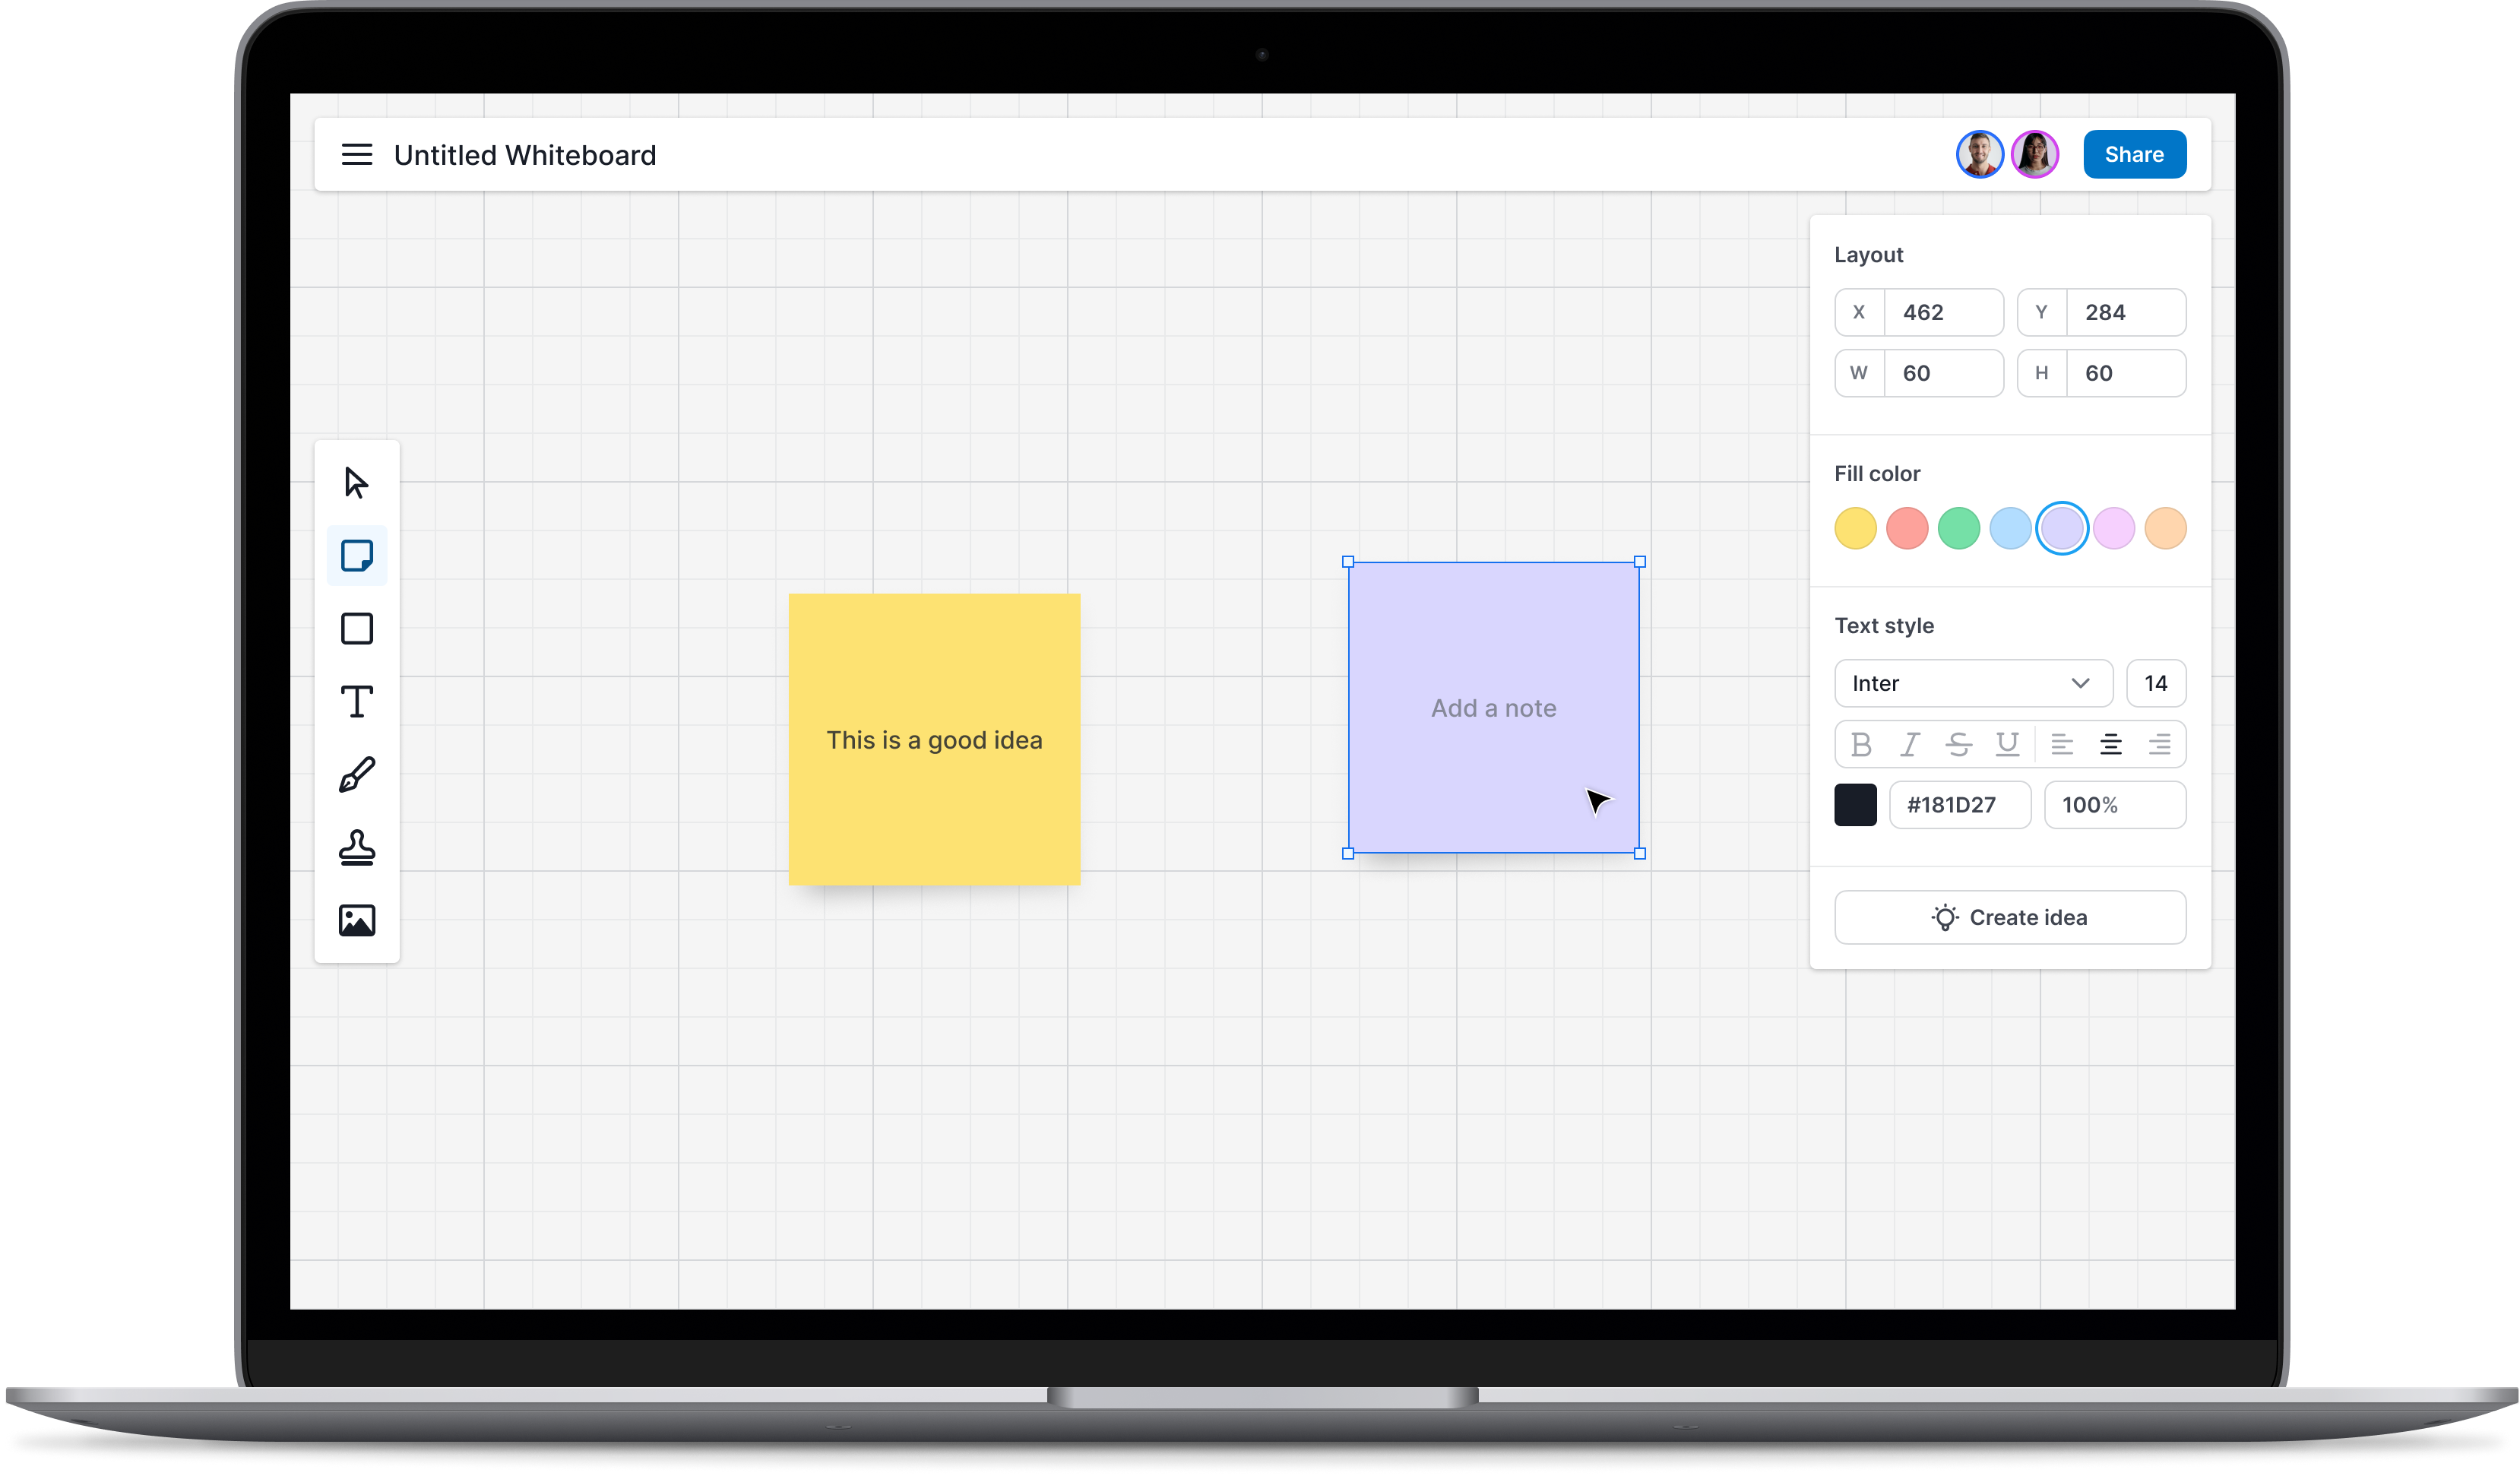 Untitled Whiteboard
Share
Layout
X 462 Y 284
W 60 H 60
Fill color
Text style
Inter 14
B I S U
#181D27 100%
Create idea
This is a good idea
Add a note